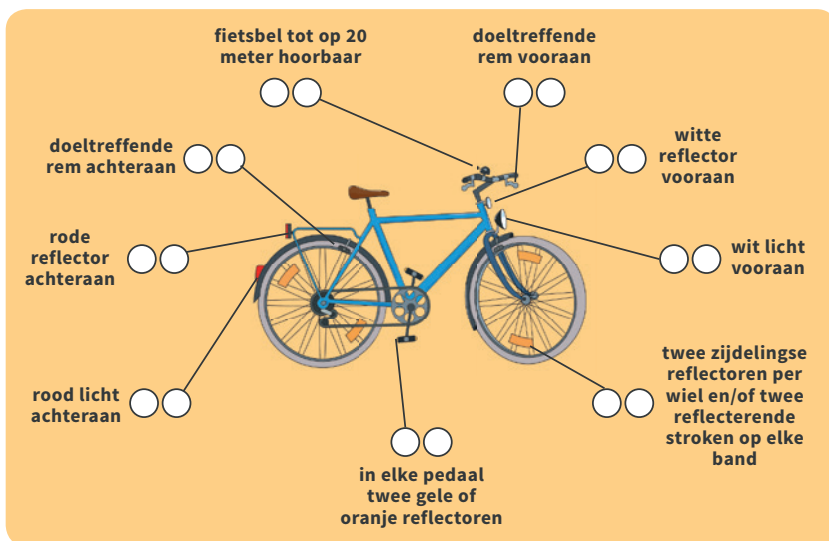 fietsbel tot op 20
meter hoorbaar
doeltreffende
rem vooraan
doeltreffende
rem achteraan
witte
reflector
vooraan
rode
reflector
achteraan
wit licht
vooraan
rood licht
achteraan
twee zijdelingse
reflectoren per
wiel en/of twee
reflecterende
stroken op elke
band
in elke pedaal
twee gele of
oranje reflectoren